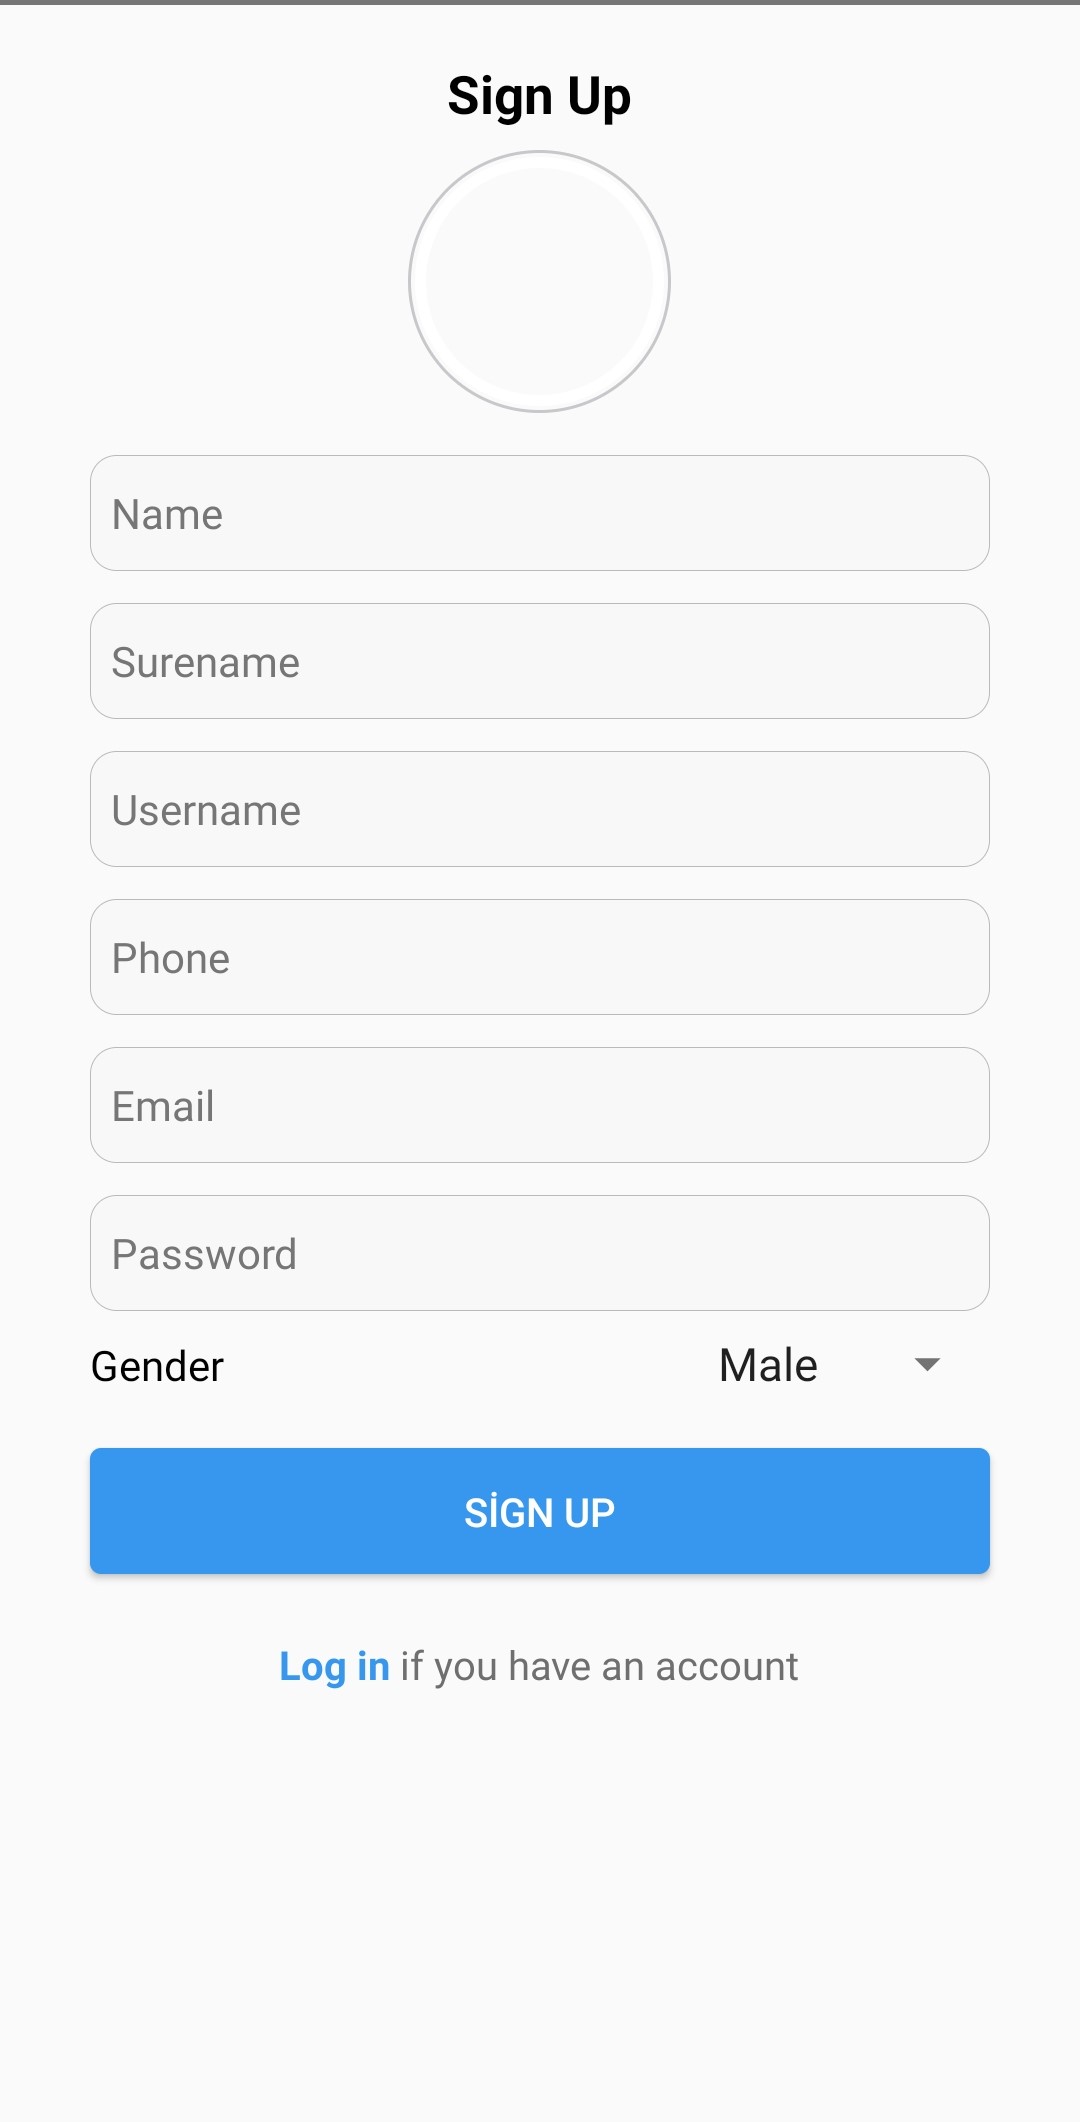 Sign Up
Name
Surename
Username
Phone
Email
Password
Gender Male
SİGN UP
Log in if you have an account